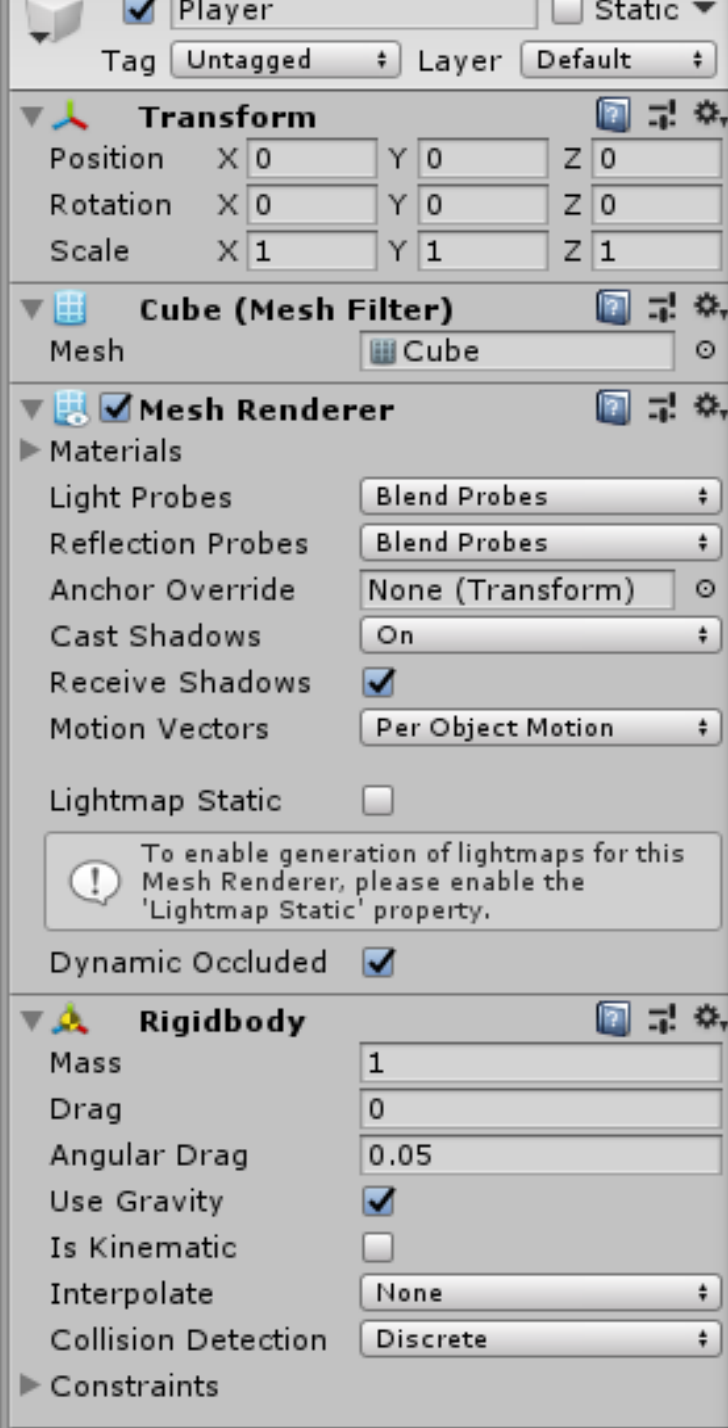 Player Static
Tag Untagged Layer Default
Transform
Position X 0 Y 0 Z 0
Rotation X 0 Y 0 Z 0
Scale X 1 Y 1 Z 1
Cube (Mesh Filter)
Mesh Cube
Mesh Renderer
Materials
Light Probes Blend Probes
Reflection Probes Blend Probes
Anchor Override None (Transform)
Cast Shadows On
Receive Shadows
Motion Vectors Per Object Motion
Lightmap Static
To enable generation of lightmaps for this
Mesh Renderer, please enable the
'Lightmap Static' property.
Dynamic Occluded
Rigidbody
Mass 1
Drag 0
Angular Drag 0.05
Use Gravity
Is Kinematic
Interpolate None
Collision Detection Discrete
Constraints